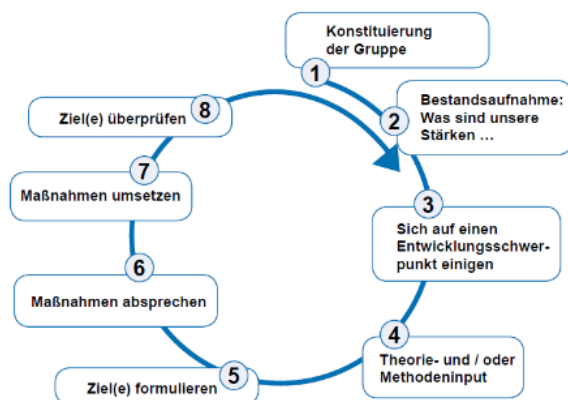 1
Konstituierung
der Gruppe
2
Bestandsaufnahme:
Was sind unsere
Stärken ...
3
Sich auf einen
Entwicklungsschwer-
punkt einigen
4
Theorie- und / oder
Methodeninput
5
Ziel(e) formulieren
6
Maßnahmen absprechen
7
Maßnahmen umsetzen
8
Ziel(e) überprüfen